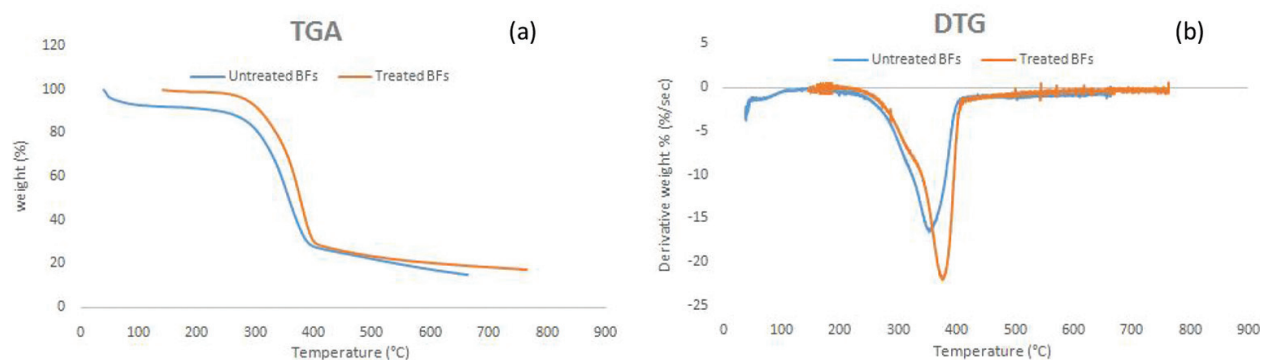 TGA
(a)
Untreated BFs
Treated BFs
weight (%)
120
100
80
60
40
20
0
0 100 200 300 400 500 600 700 800 900
Temperature (°C)
DTG
(b)
Untreated BFs
Treated BFs
Derivative weight % (%/sec)
5
0
-5
-10
-15
-20
-25
0 100 200 300 400 500 600 700 800 900
Temperature (°C)